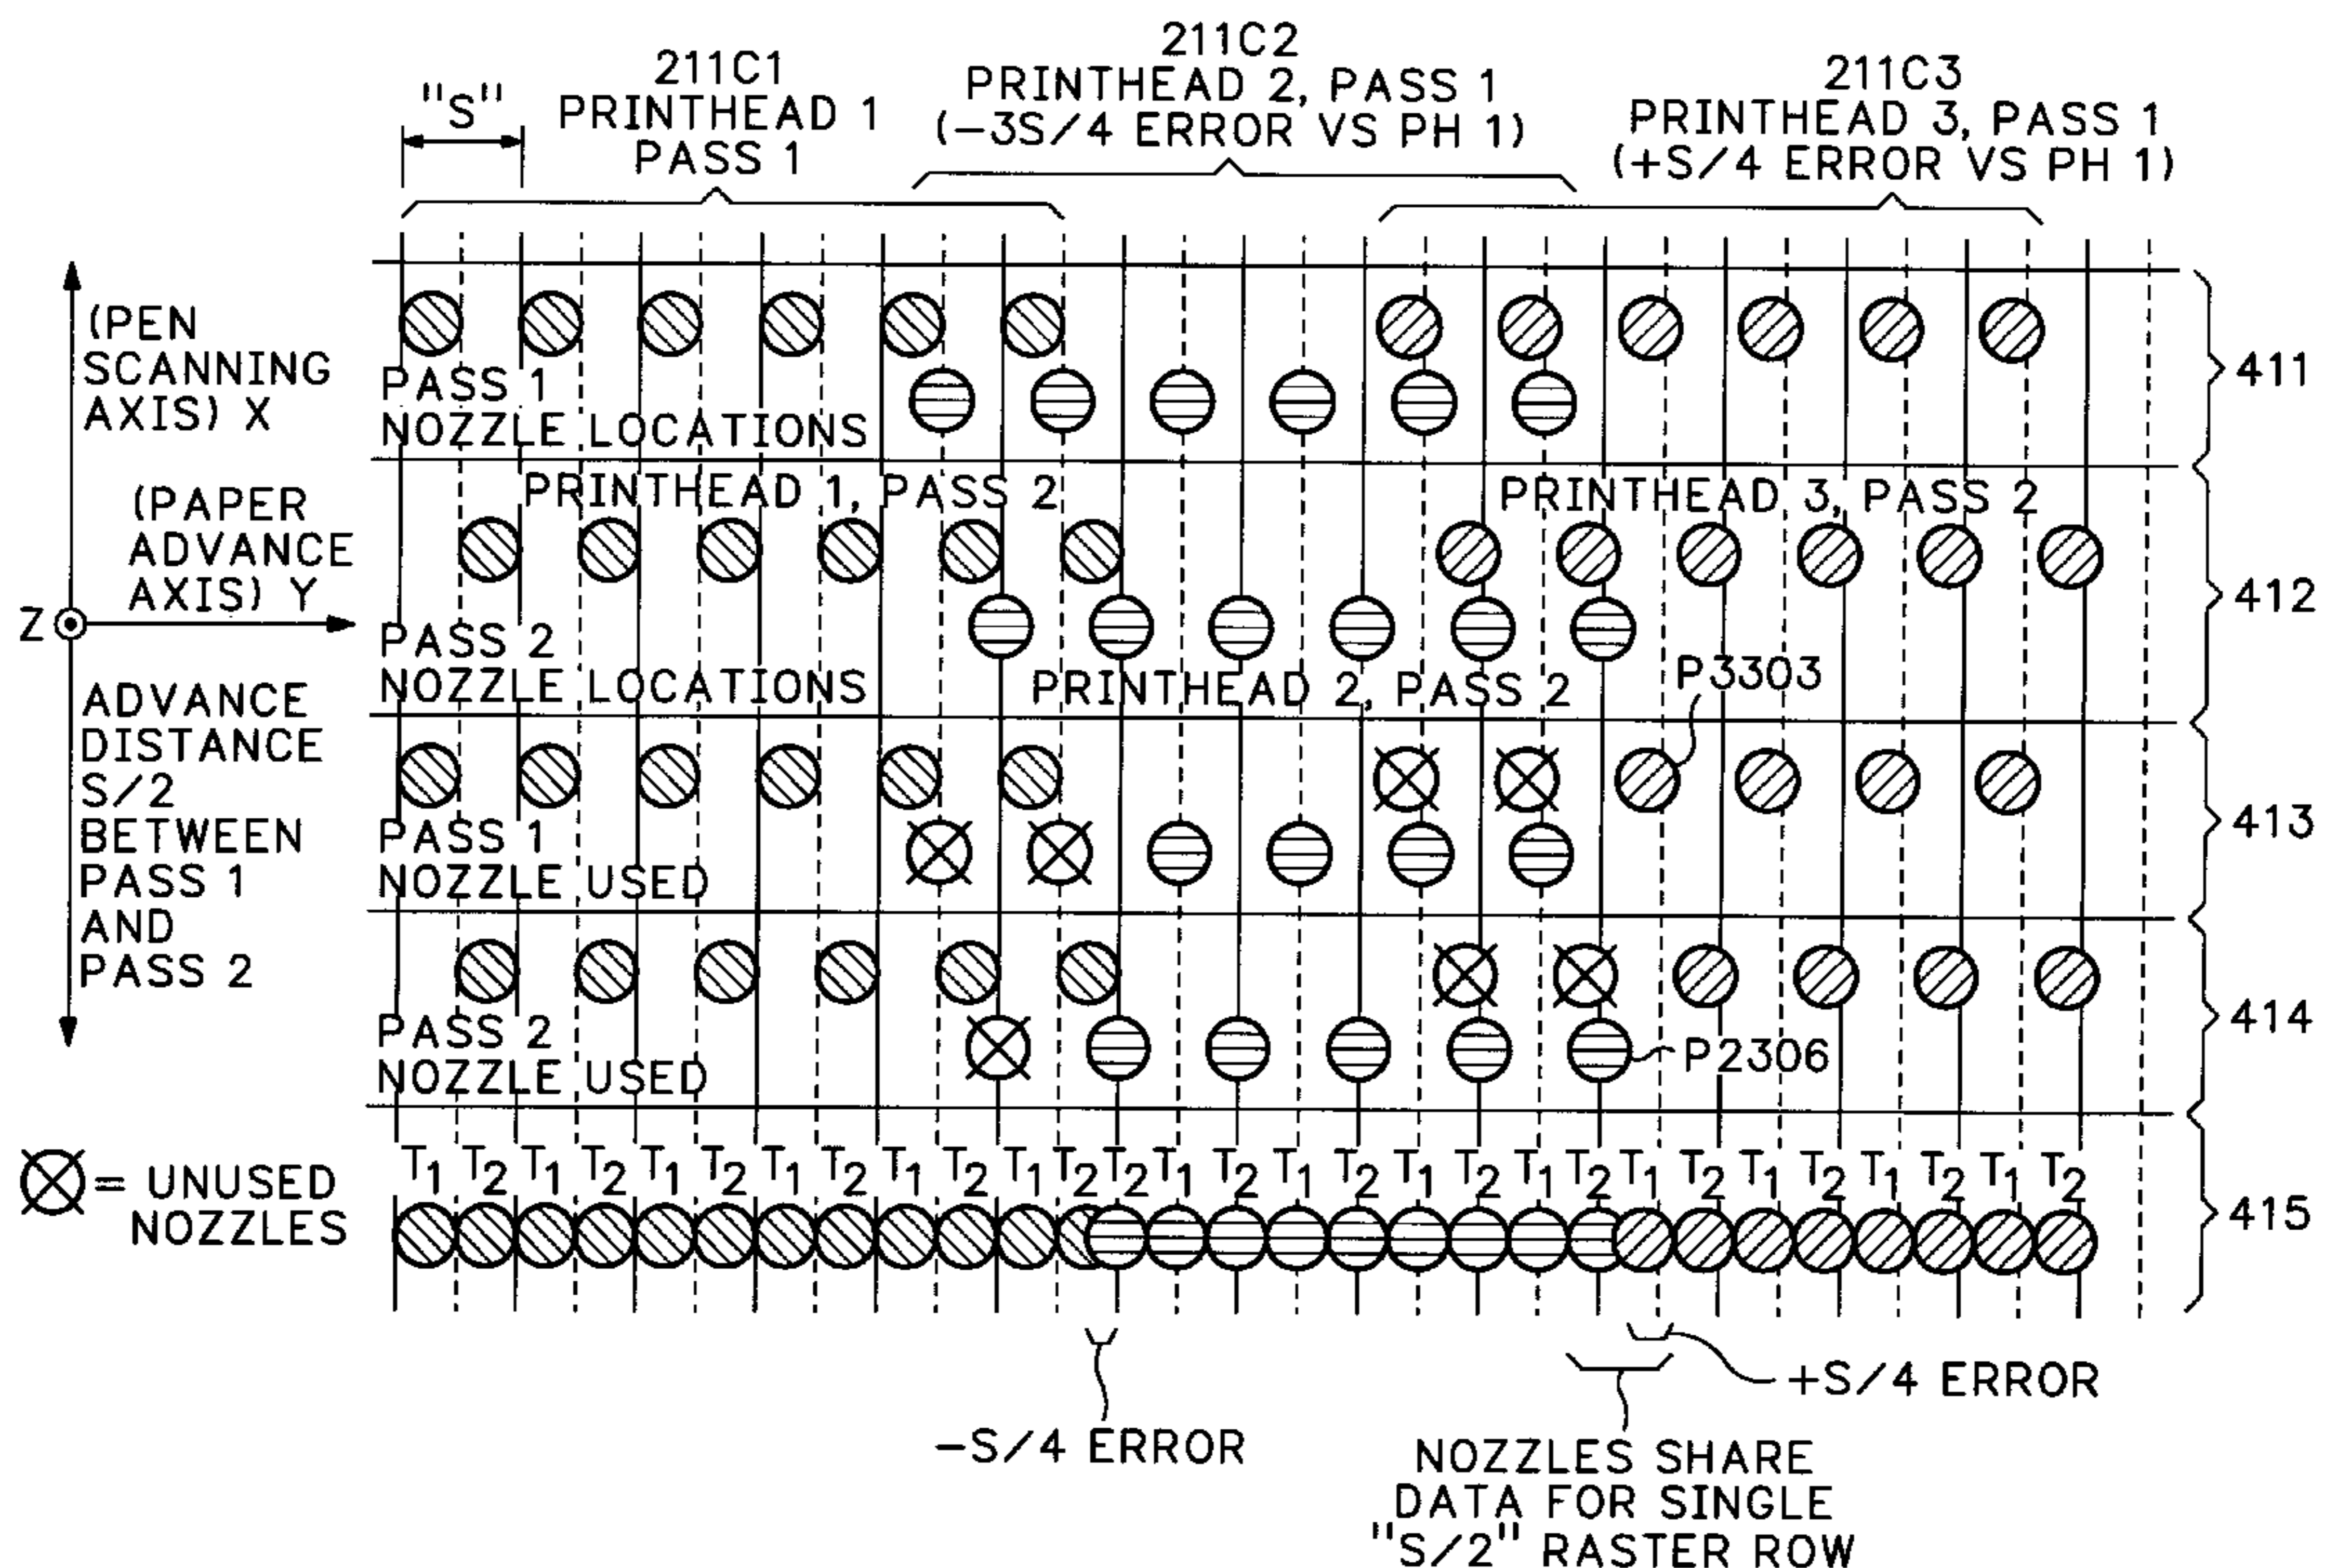 "S"
211C1
PRINTHEAD 1
PASS 1
211C2
PRINTHEAD 2, PASS 1
(−3S/4 ERROR VS PH 1)
211C3
PRINTHEAD 3, PASS 1
(+S/4 ERROR VS PH 1)
(PEN
SCANNING
AXIS) X
PASS 1
NOZZLE LOCATIONS
411
(PAPER
ADVANCE
AXIS) Y
Z
PRINTHEAD 1, PASS 2
PRINTHEAD 3, PASS 2
PASS 2
NOZZLE LOCATIONS
PRINTHEAD 2, PASS 2
412
P3303
ADVANCE
DISTANCE
S/2
BETWEEN
PASS 1
AND
PASS 2
PASS 1
NOZZLE USED
413
PASS 2
NOZZLE USED
P2306
414
= UNUSED
NOZZLES
T1 T2 T1 T2 T1 T2 T1 T2 T1 T2 T1 T2 T2 T1 T2 T1 T2 T1 T2 T1 T2 T1 T2 T1 T2 T1 T2 T1 T2
415
−S/4 ERROR
+S/4 ERROR
NOZZLES SHARE
DATA FOR SINGLE
"S/2" RASTER ROW